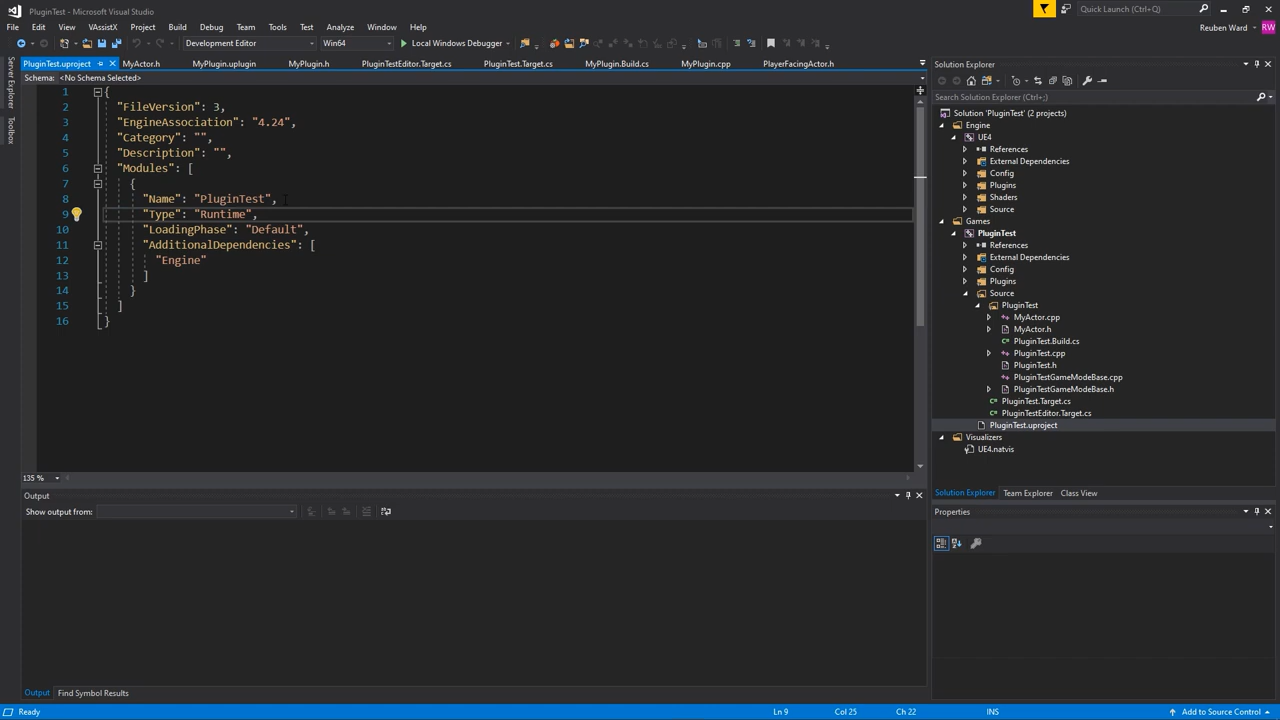 PluginTest - Microsoft Visual Studio
Quick Launch (Ctrl+Q)
File Edit View VAssistX Project Build Debug Team Tools Test Analyze Window Help
Reuben Ward
RW
Development Editor
Win64
Local Windows Debugger
PluginTest.uproject
MyActor.h
MyPlugin.uplugin
MyPlugin.h
PluginTestEditor.Target.cs
PluginTest.Target.cs
MyPlugin.Build.cs
MyPlugin.cpp
PlayerFacingActor.h
Server Explorer
Toolbox
Schema: <No Schema Selected>
1 {
2 "FileVersion": 3,
3 "EngineAssociation": "4.24",
4 "Category": "",
5 "Description": "",
6 "Modules": [
7 {
8 "Name": "PluginTest",
9 "Type": "Runtime",
10 "LoadingPhase": "Default",
11 "AdditionalDependencies": [
12 "Engine"
13 ]
14 }
15 ]
16 }
135 %
Output
Show output from:
Output
Find Symbol Results
Solution Explorer
Search Solution Explorer (Ctrl+;)
Solution 'PluginTest' (2 projects)
Engine
UE4
References
External Dependencies
Config
Plugins
Shaders
Source
Games
PluginTest
References
External Dependencies
Config
Plugins
Source
PluginTest
MyActor.cpp
MyActor.h
PluginTest.Build.cs
PluginTest.cpp
PluginTest.h
PluginTestGameModeBase.cpp
PluginTestGameModeBase.h
PluginTest.Target.cs
PluginTestEditor.Target.cs
PluginTest.uproject
Visualizers
UE4.natvis
Solution Explorer
Team Explorer
Class View
Properties
Ready
Ln 9
Col 25
Ch 22
INS
Add to Source Control